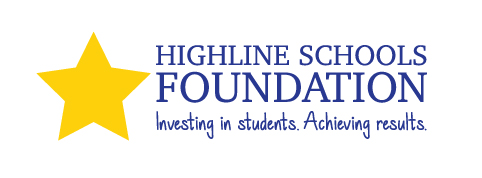 HIGHLINE SCHOOLS
FOUNDATION
Investing in students. Achieving results.